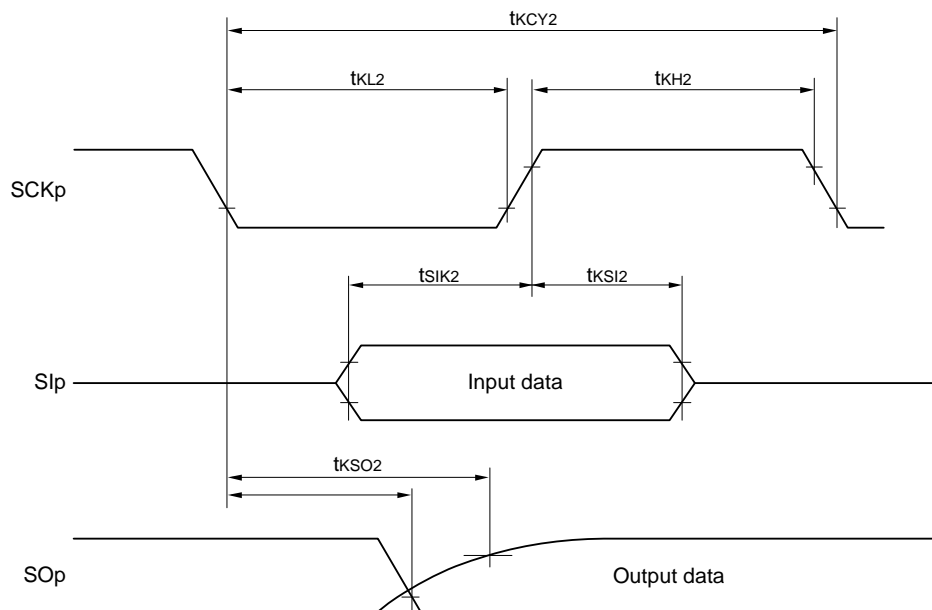 tKCY2
tKL2
tKH2
SCKp
tSIK2
tKSI2
SIp
Input data
tKSO2
SOp
Output data